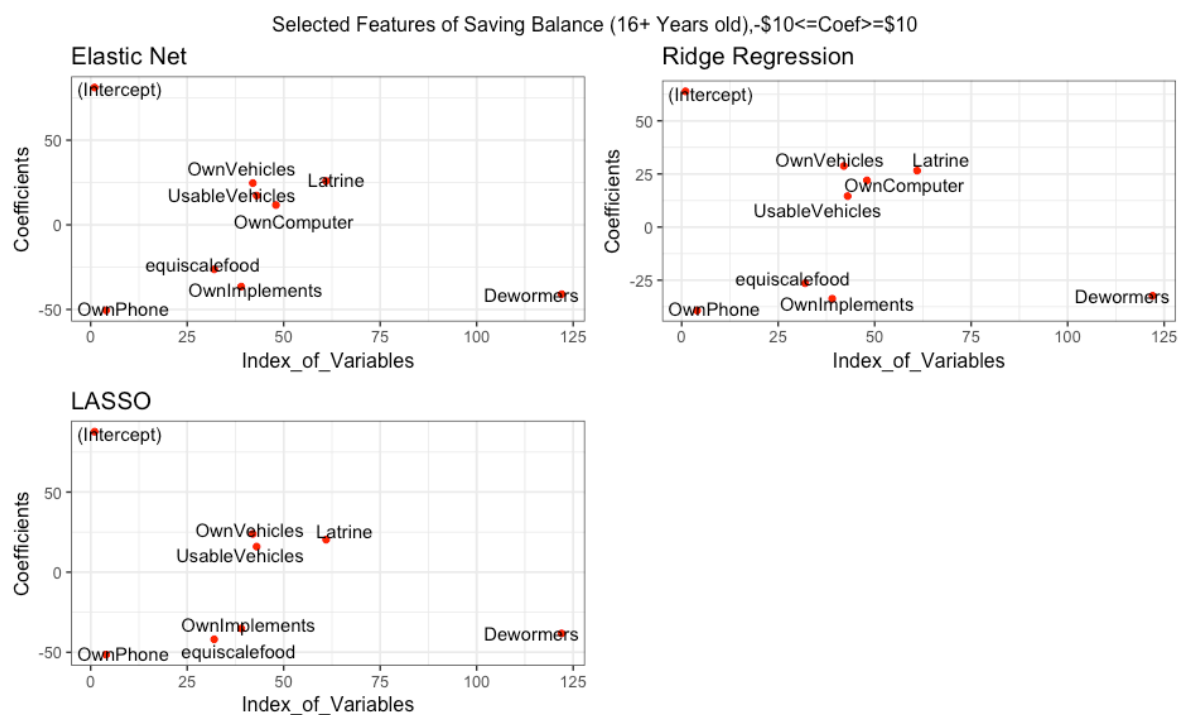 Selected Features of Saving Balance (16+ Years old),-$10<=Coef>=$10
Elastic Net
(Intercept)
OwnVehicles
Latrine
UsableVehicles
OwnComputer
equiscalefood
OwnImplements
Dewormers
OwnPhone
50
0
-50
Coefficients
0 25 50 75 100 125
Index_of_Variables
Ridge Regression
(Intercept)
OwnVehicles
Latrine
OwnComputer
UsableVehicles
equiscalefood
OwnImplements
Dewormers
OwnPhone
50
25
0
-25
Coefficients
0 25 50 75 100 125
Index_of_Variables
LASSO
(Intercept)
OwnVehicles
Latrine
UsableVehicles
OwnImplements
equiscalefood
Dewormers
OwnPhone
50
0
-50
Coefficients
0 25 50 75 100 125
Index_of_Variables